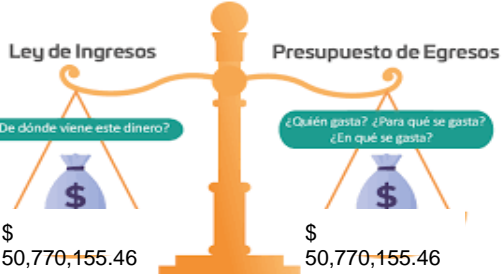 Ley de Ingresos
Presupuesto de Egresos
De dónde viene este dinero?
¿Quién gasta? ¿Para qué se gasta?
¿En qué se gasta?
$
$
$
50,770,155.46
$
50,770,155.46